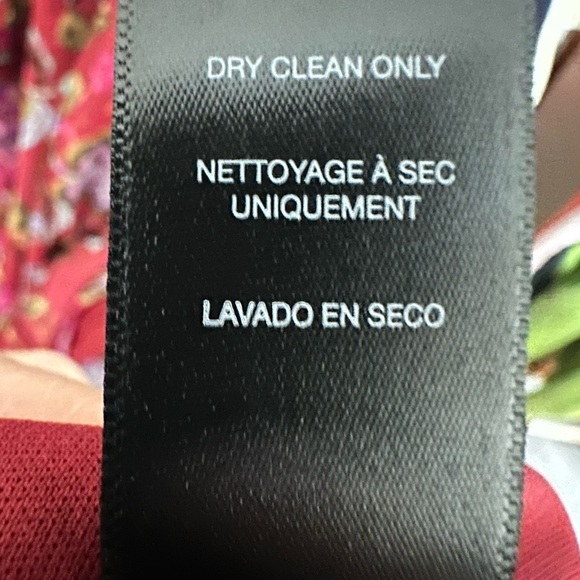 DRY CLEAN ONLY
NETTOYAGE À SEC
UNIQUEMENT
LAVADO EN SECO